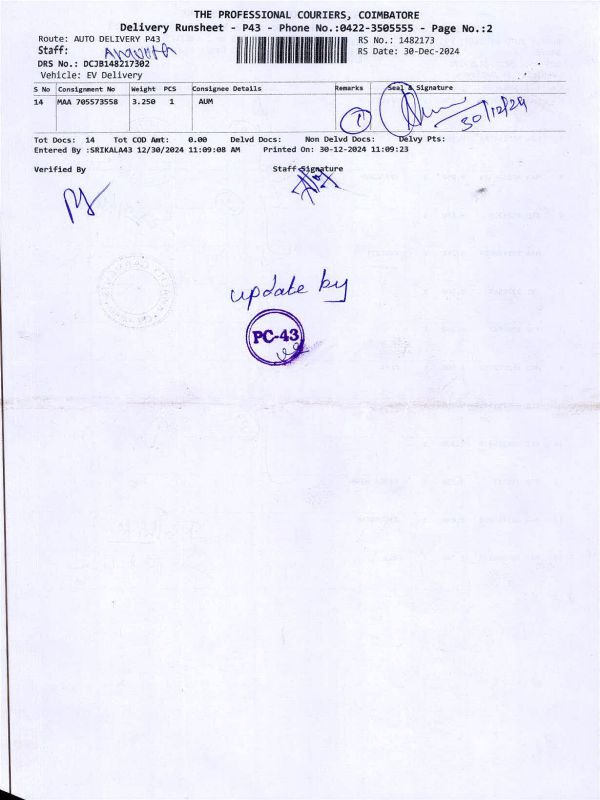 THE PROFESSIONAL COURIERS, COIMBATORE
Delivery Runsheet - P43 - Phone No.:0422-3505555 - Page No.:2
Route: AUTO DELIVERY P43 RS No.: 1482173
Staff: RS Date: 30-Dec-2024
DRS No.: DCJB148217302
Vehicle: EV Delivery
S No Consignment No Weight PCS Consignee Details Remarks Seal & Signature
14 MAA 705573558 3.250 1 AUM 1 30/12/24
Tot Docs: 14 Tot COD Amt: 0.00 Delvd Docs: Non Delvd Docs: Delvy Pts:
Entered By :SRIKALA43 12/30/2024 11:09:08 AM Printed On: 30-12-2024 11:09:23
Verified By Staff Signature
update by
PC-43